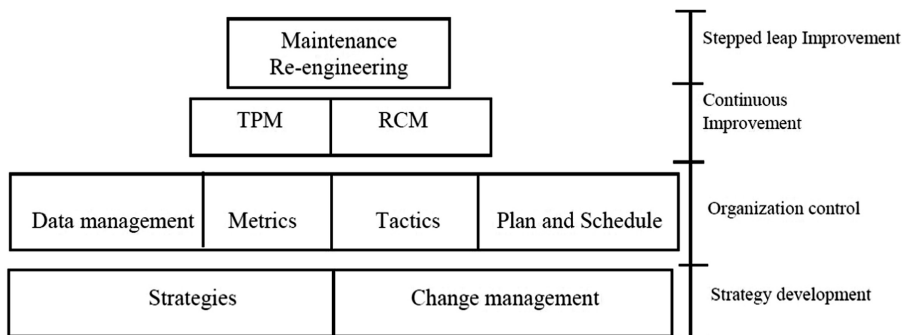 Maintenance
Re-engineering
Stepped leap Improvement
TPM RCM
Continuous
Improvement
Data management Metrics Tactics Plan and Schedule
Organization control
Strategies Change management
Strategy development